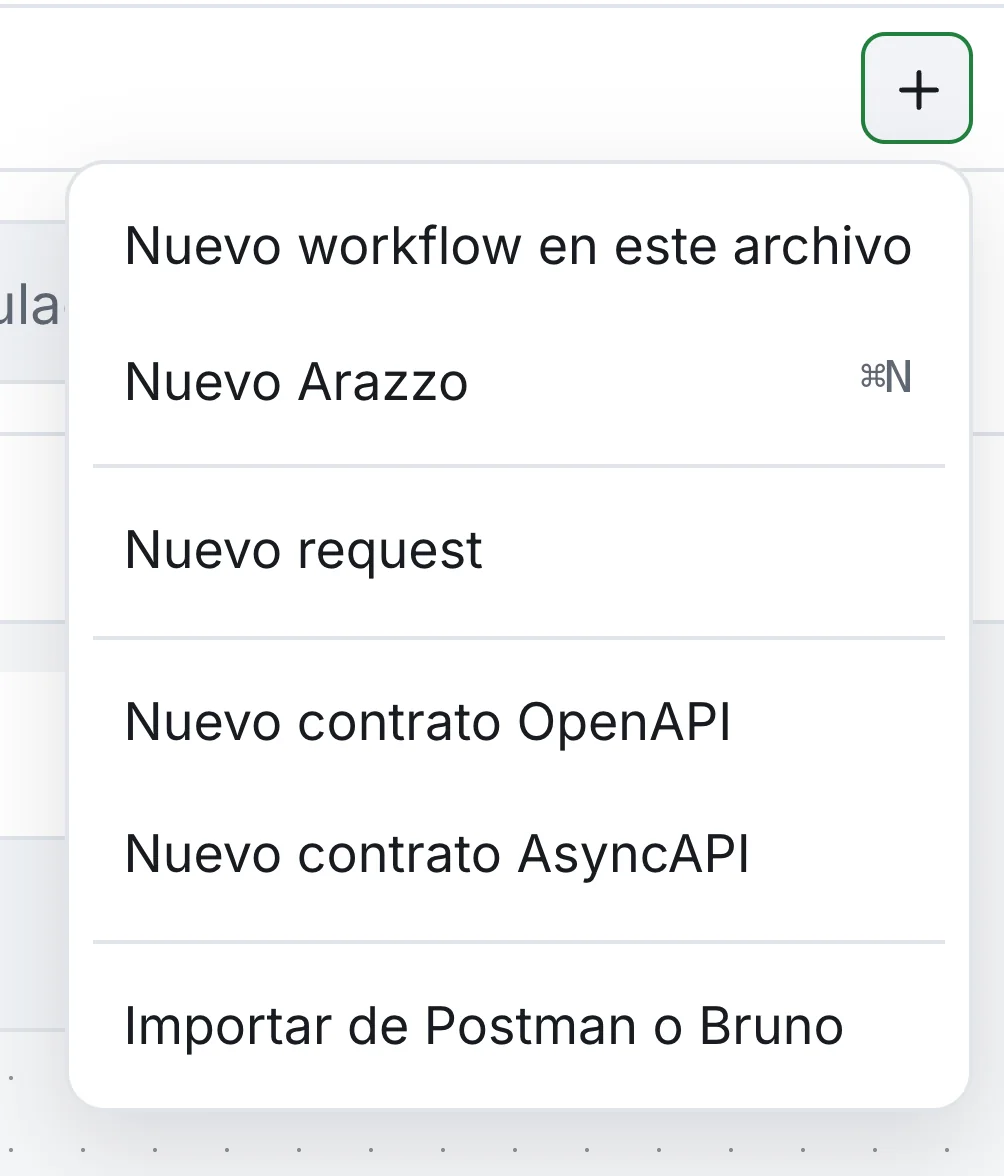 Nuevo workflow en este archivo
ula
Nuevo Arazzo ⌘N
Nuevo request
Nuevo contrato OpenAPI
Nuevo contrato AsyncAPI
Importar de Postman o Bruno